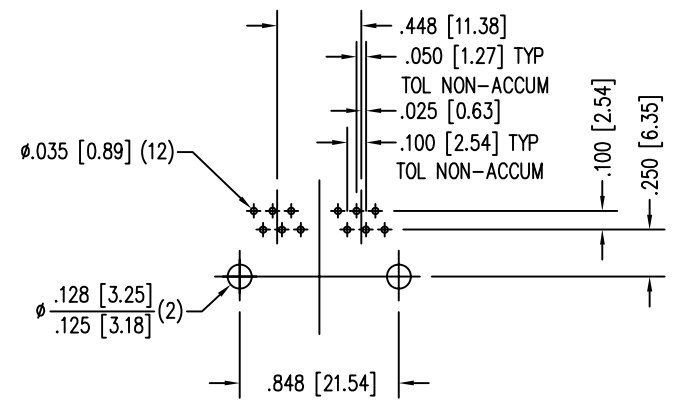 .448 [11.38]
.050 [1.27] TYP
TOL NON-ACCUM
.025 [0.63]
.100 [2.54] TYP
TOL NON-ACCUM
.100 [2.54]
.250 [6.35]
ø.035 [0.89] (12)
ø .128 [3.25]
.125 [3.18] (2)
.848 [21.54]